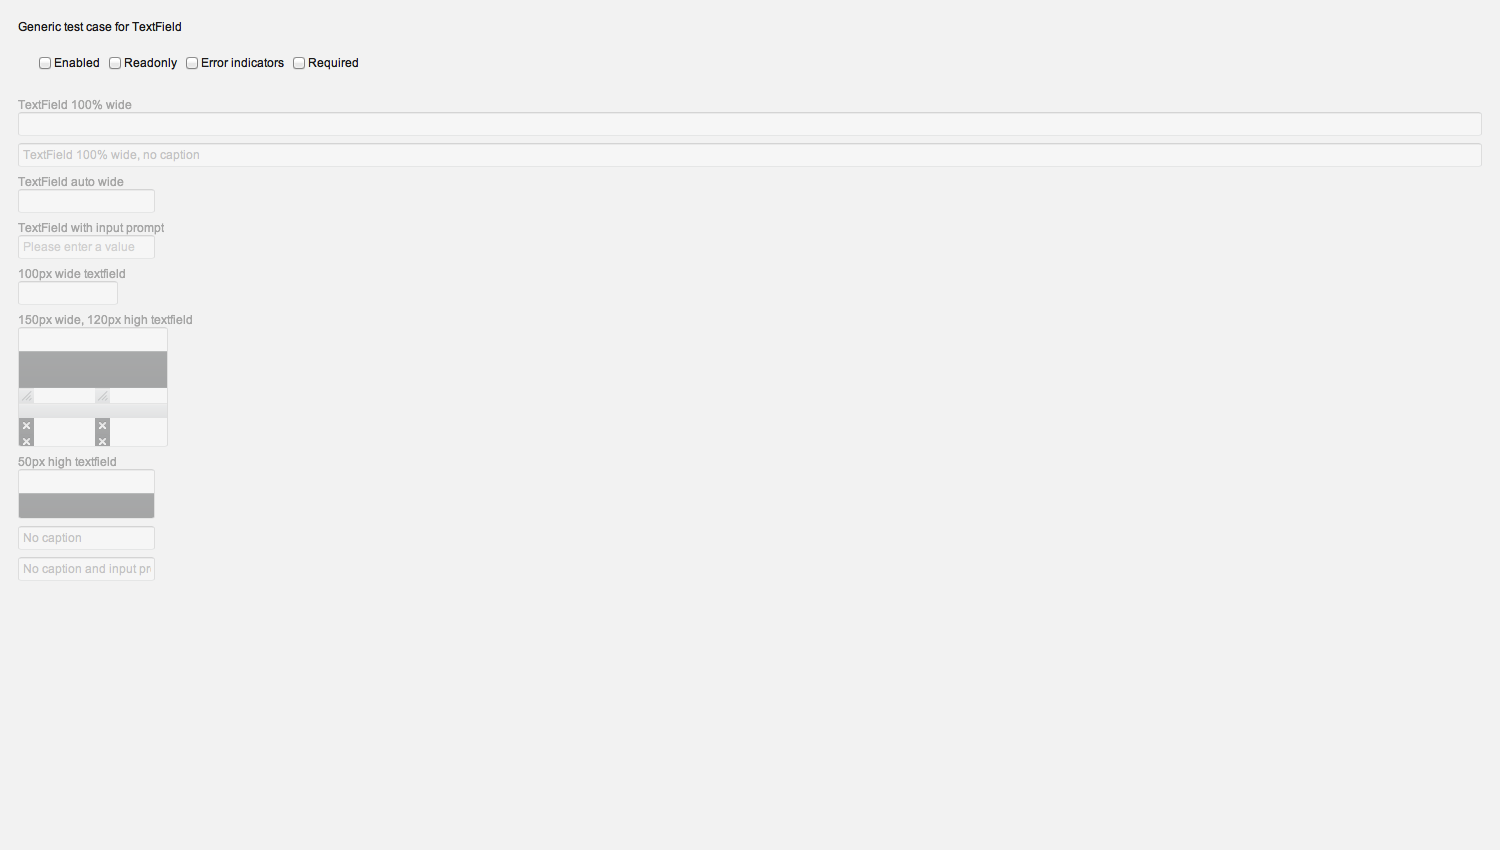 Generic test case for TextField
Enabled Readonly Error indicators Required
TextField 100% wide
TextField 100% wide, no caption
TextField auto wide
TextField with input prompt
Please enter a value
100px wide textfield
150px wide, 120px high textfield
50px high textfield
No caption
No caption and input pr